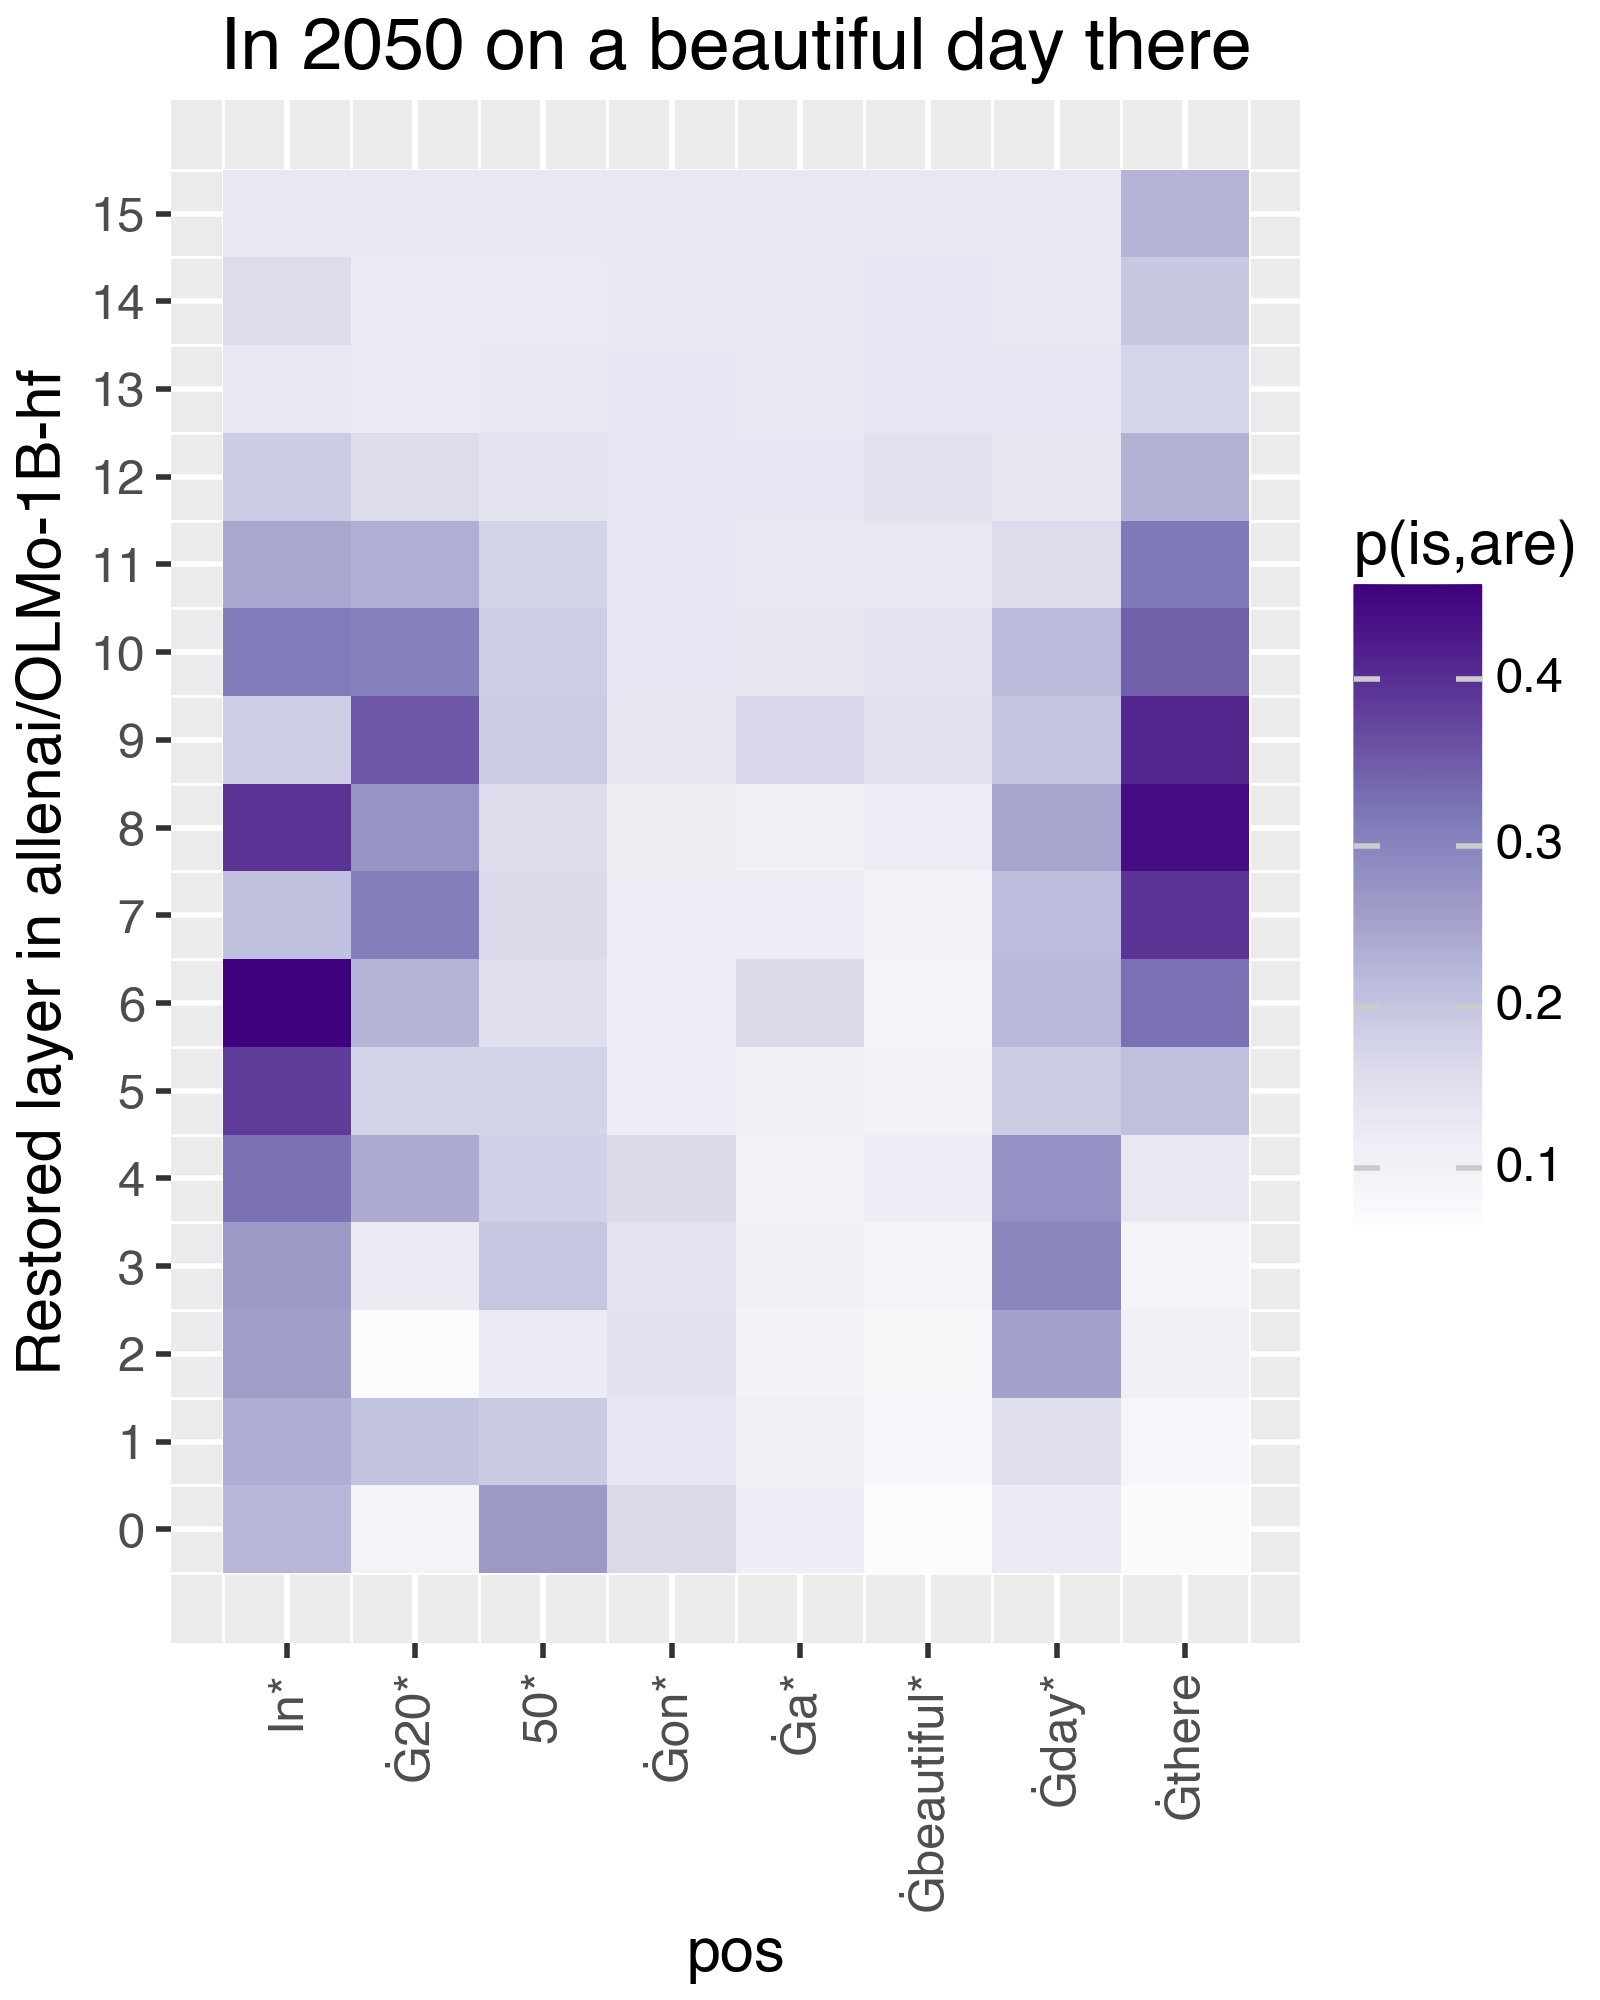 In 2050 on a beautiful day there
Restored layer in allenai/OLMo-1B-hf
15
14
13
12
11
10
9
8
7
6
5
4
3
2
1
0
In*
Ġ20*
50*
Ġon*
Ġa*
Ġbeautiful*
Ġday*
Ġthere
pos
p(is,are)
0.4
0.3
0.2
0.1